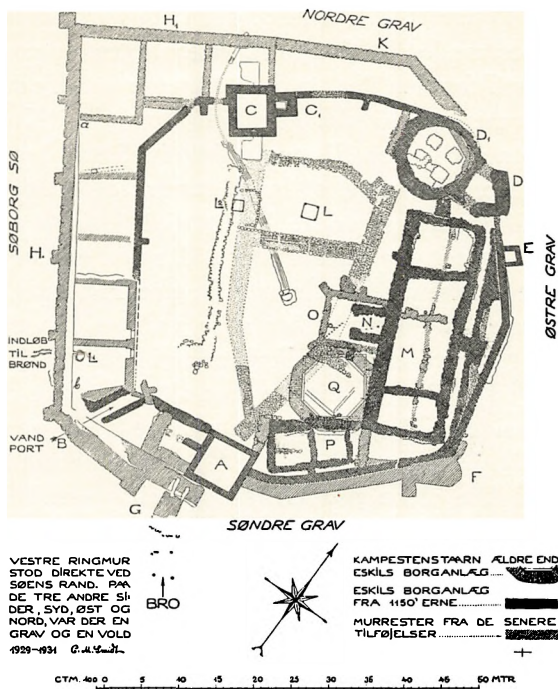 NORDRE GRAV
H₁
K
C
C₁
D₁
D
E
a
SØBORG SØ
L₂
L
H
ØSTRE GRAV
O
N
M
INDLØB
TIL
BRØND
L₁
Q
b
VAND
PORT
B
A
P
F
G
SØNDRE GRAV
VESTRE RINGMUR
STOD DIREKTE VED
SØENS RAND. PAA
DE TRE ANDRE SI-
DER, SYD, ØST OG
NORD, VAR DER EN
GRAV OG EN VOLD
1929-1931
BRO
KAMPESTENSTAARN ÆLDRE END
ESKILS BORGANLÆG
ESKILS BORGANLÆG
FRA 1150'ERNE
MURRESTER FRA DE SENERE
TILFØJELSER
CTM. 100 0 5 10 15 20 25 30 35 40 45 50 MTR